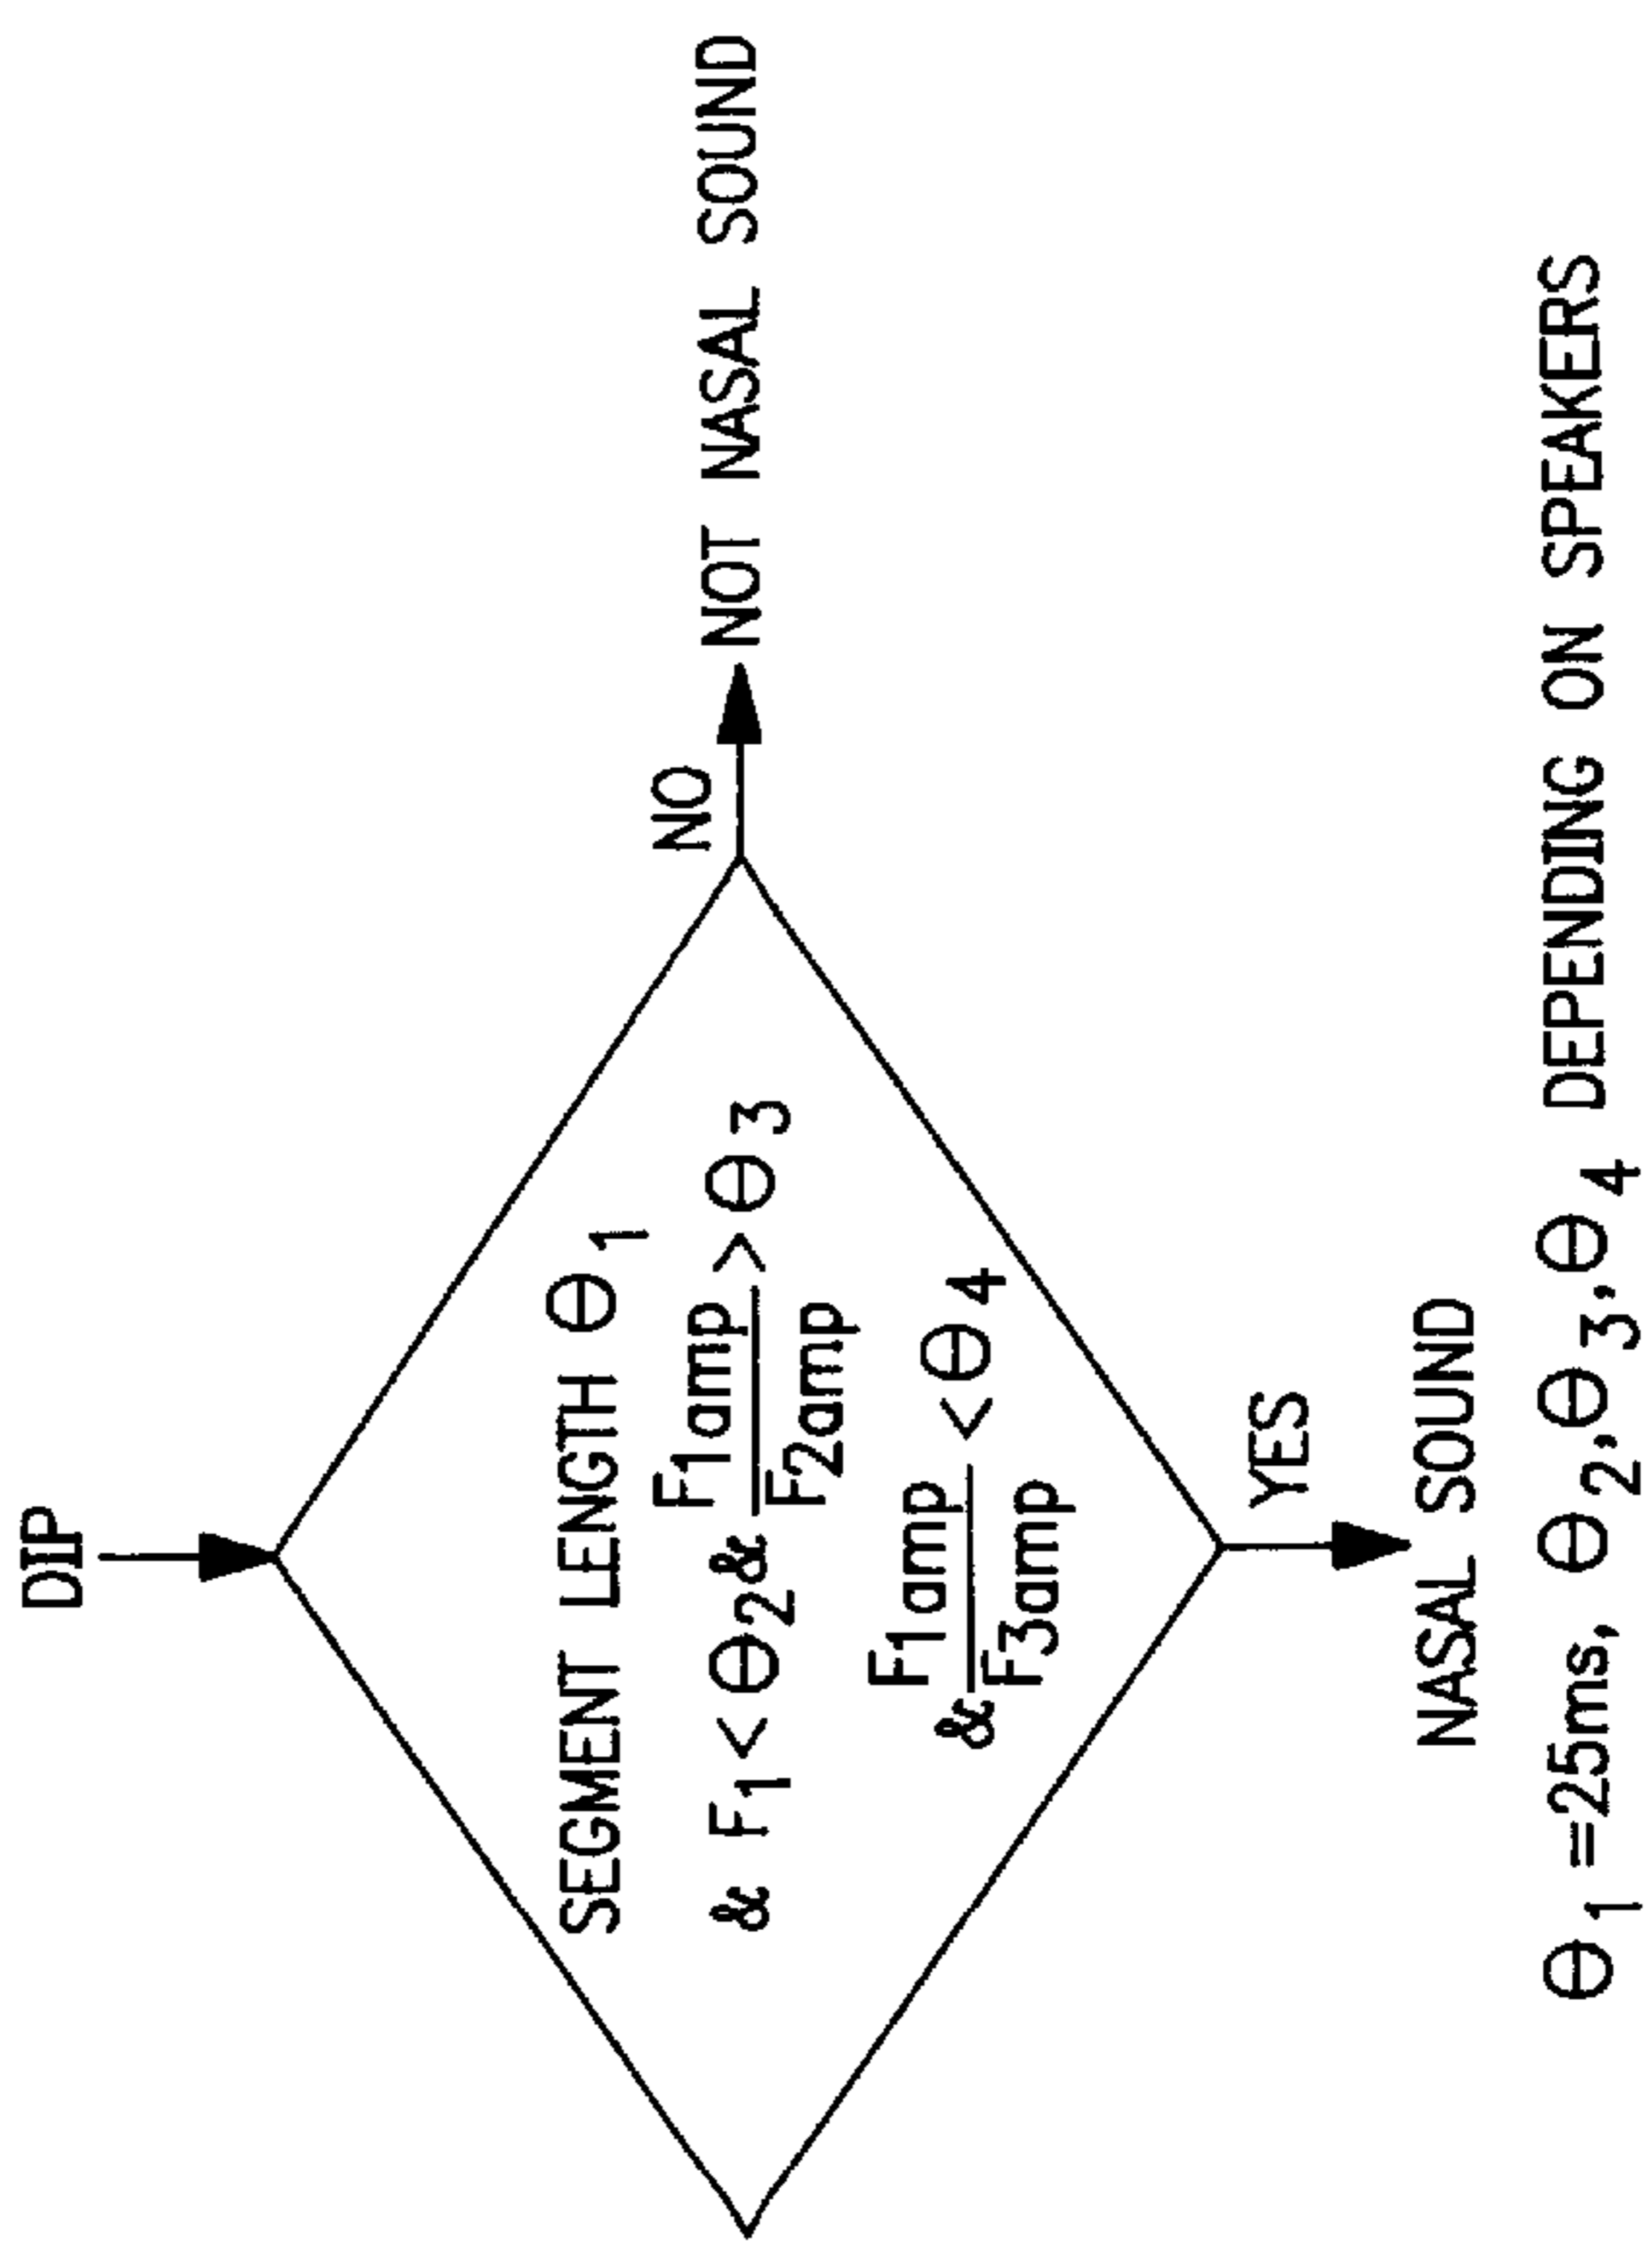 DIP
SEGMENT LENGTH Θ1
& F1<Θ2& F1amp/F2amp >Θ3
& F1amp/F3amp <Θ4
NO
NOT NASAL SOUND
YES
NASAL SOUND
Θ1=25ms, Θ2,Θ3,Θ4 DEPENDING ON SPEAKERS